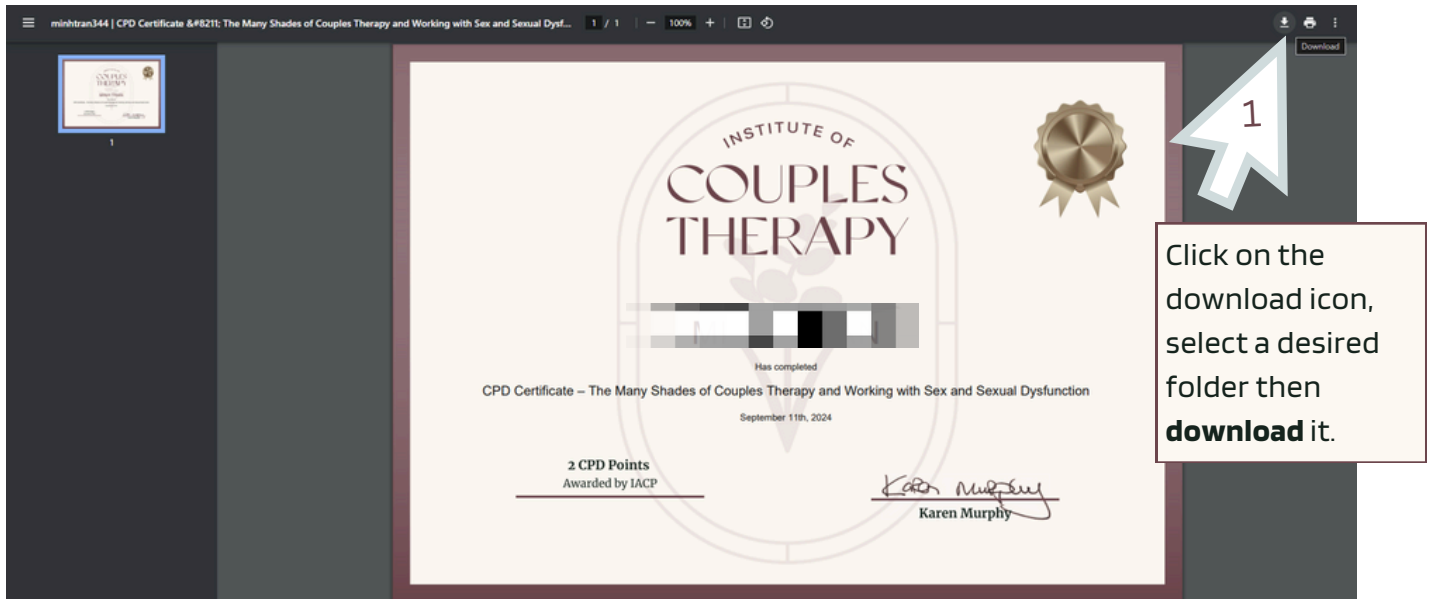 minhtran344 | CPD Certificate &#8211; The Many Shades of Couples Therapy and Working with Sex and Sexual Dysf...
1 / 1
100%
Download
1
1
INSTITUTE OF
COUPLES
THERAPY
Has completed
CPD Certificate – The Many Shades of Couples Therapy and Working with Sex and Sexual Dysfunction
September 11th, 2024
2 CPD Points
Awarded by IACP
Karen Murphy
Karen Murphy
Click on the
download icon,
select a desired
folder then
download it.